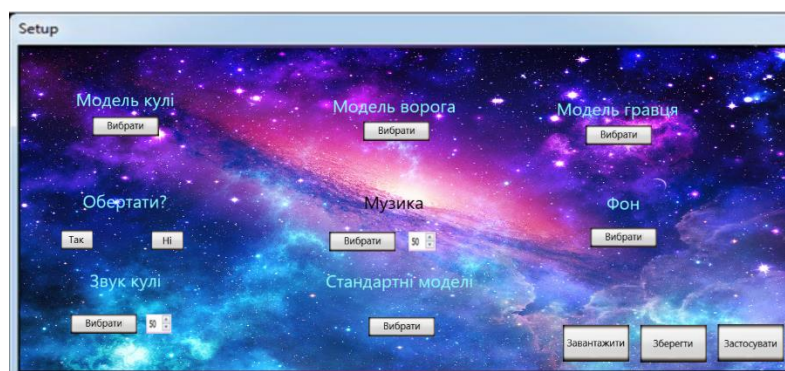 Setup
Модель кулі
Модель ворога
Модель гравця
Вибрати
Вибрати
Вибрати
Обертати?
Музика
Фон
Так
Ні
Вибрати
50
Вибрати
Звук кулі
Стандартні моделі
Вибрати
50
Вибрати
Завантажити
Зберегти
Застосувати